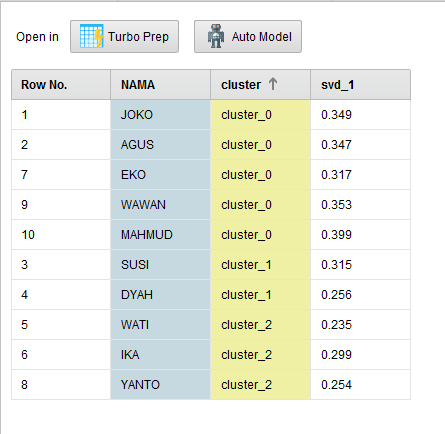 Open in Turbo Prep Auto Model
Row No. NAMA cluster svd_1
1 JOKO cluster_0 0.349
2 AGUS cluster_0 0.347
7 EKO cluster_0 0.317
9 WAWAN cluster_0 0.353
10 MAHMUD cluster_0 0.399
3 SUSI cluster_1 0.315
4 DYAH cluster_1 0.256
5 WATI cluster_2 0.235
6 IKA cluster_2 0.299
8 YANTO cluster_2 0.254